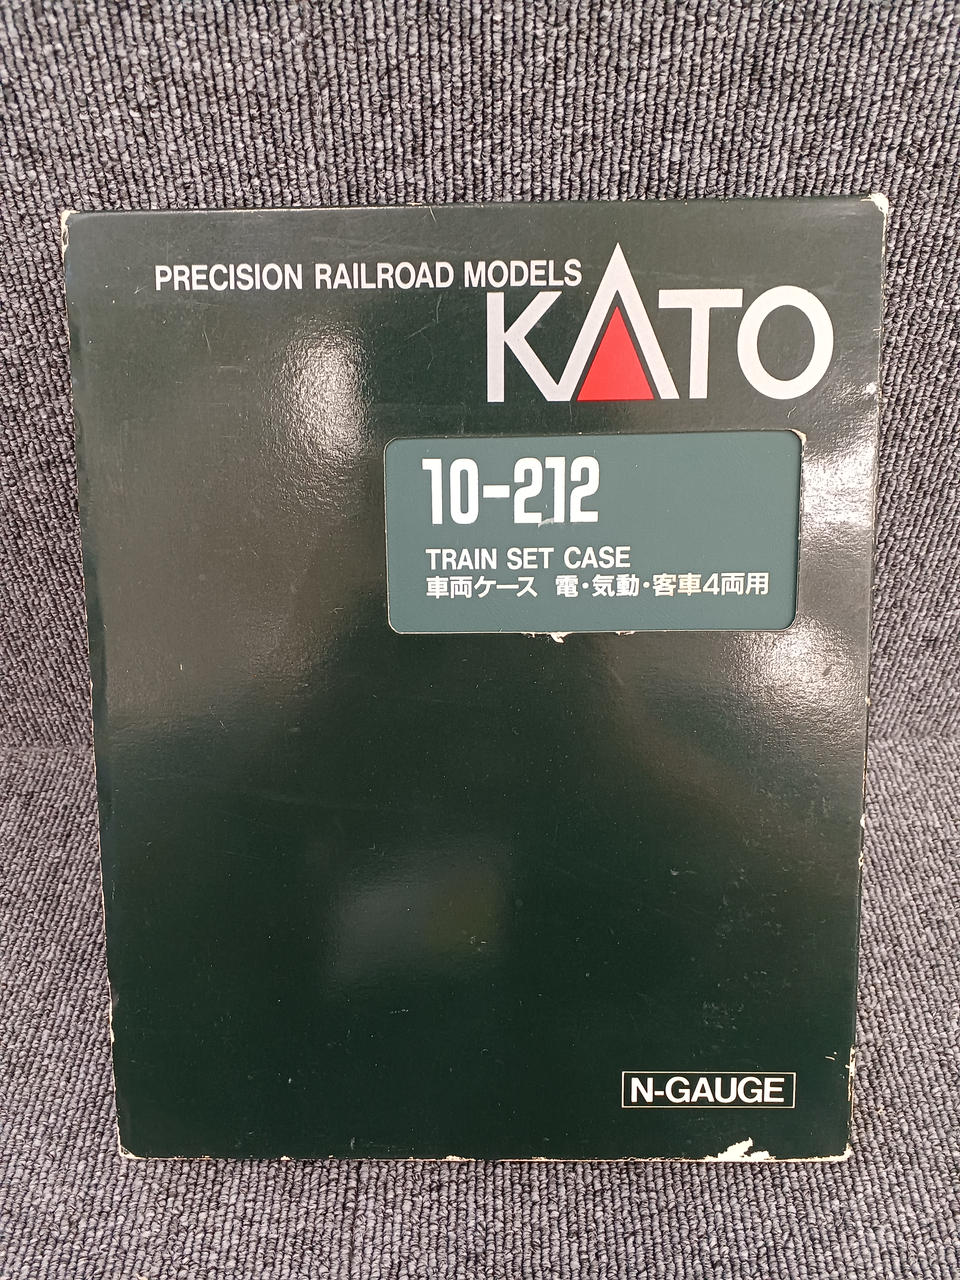 PRECISION RAILROAD MODELS
KATO
10-212
TRAIN SET CASE
車両ケース 電・気動・客車4両用
N-GAUGE